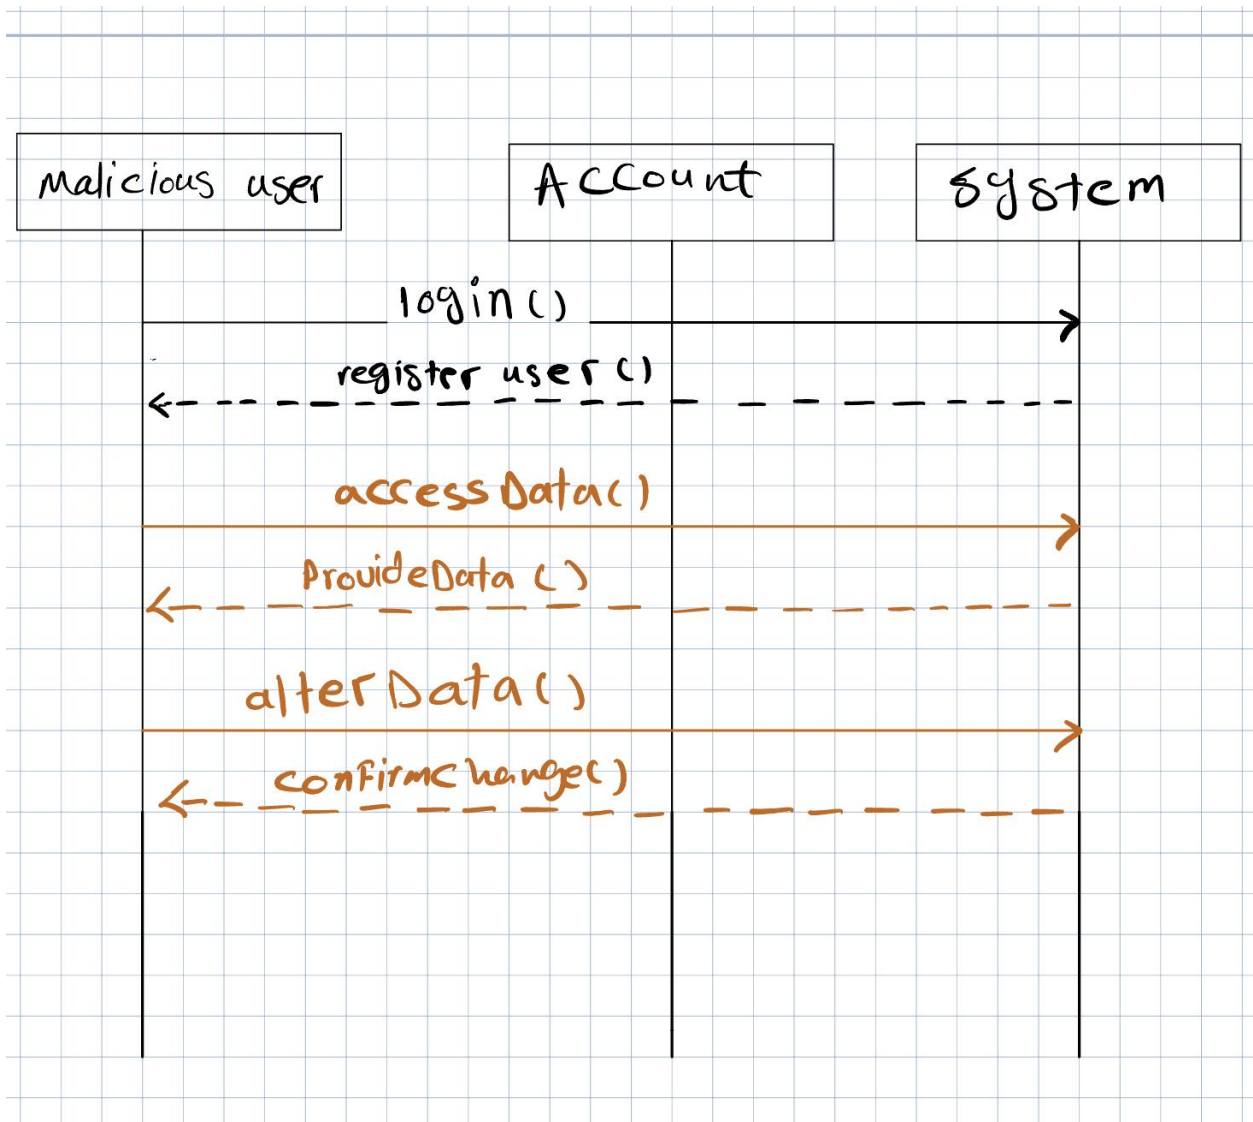 Malicious user
Account
System
login()
register user()
accessData()
ProvideData()
alterData()
confirmchange()